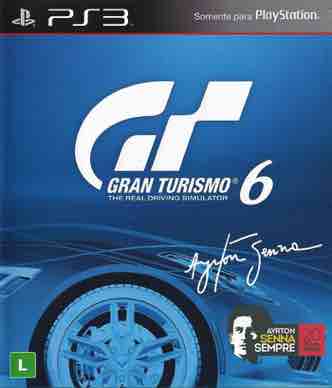 PS3
Somente para PlayStation®
GT
GRAN TURISMO® 6
THE REAL DRIVING SIMULATOR
Ayrton Senna
AYRTON
SENNA
SEMPRE
L